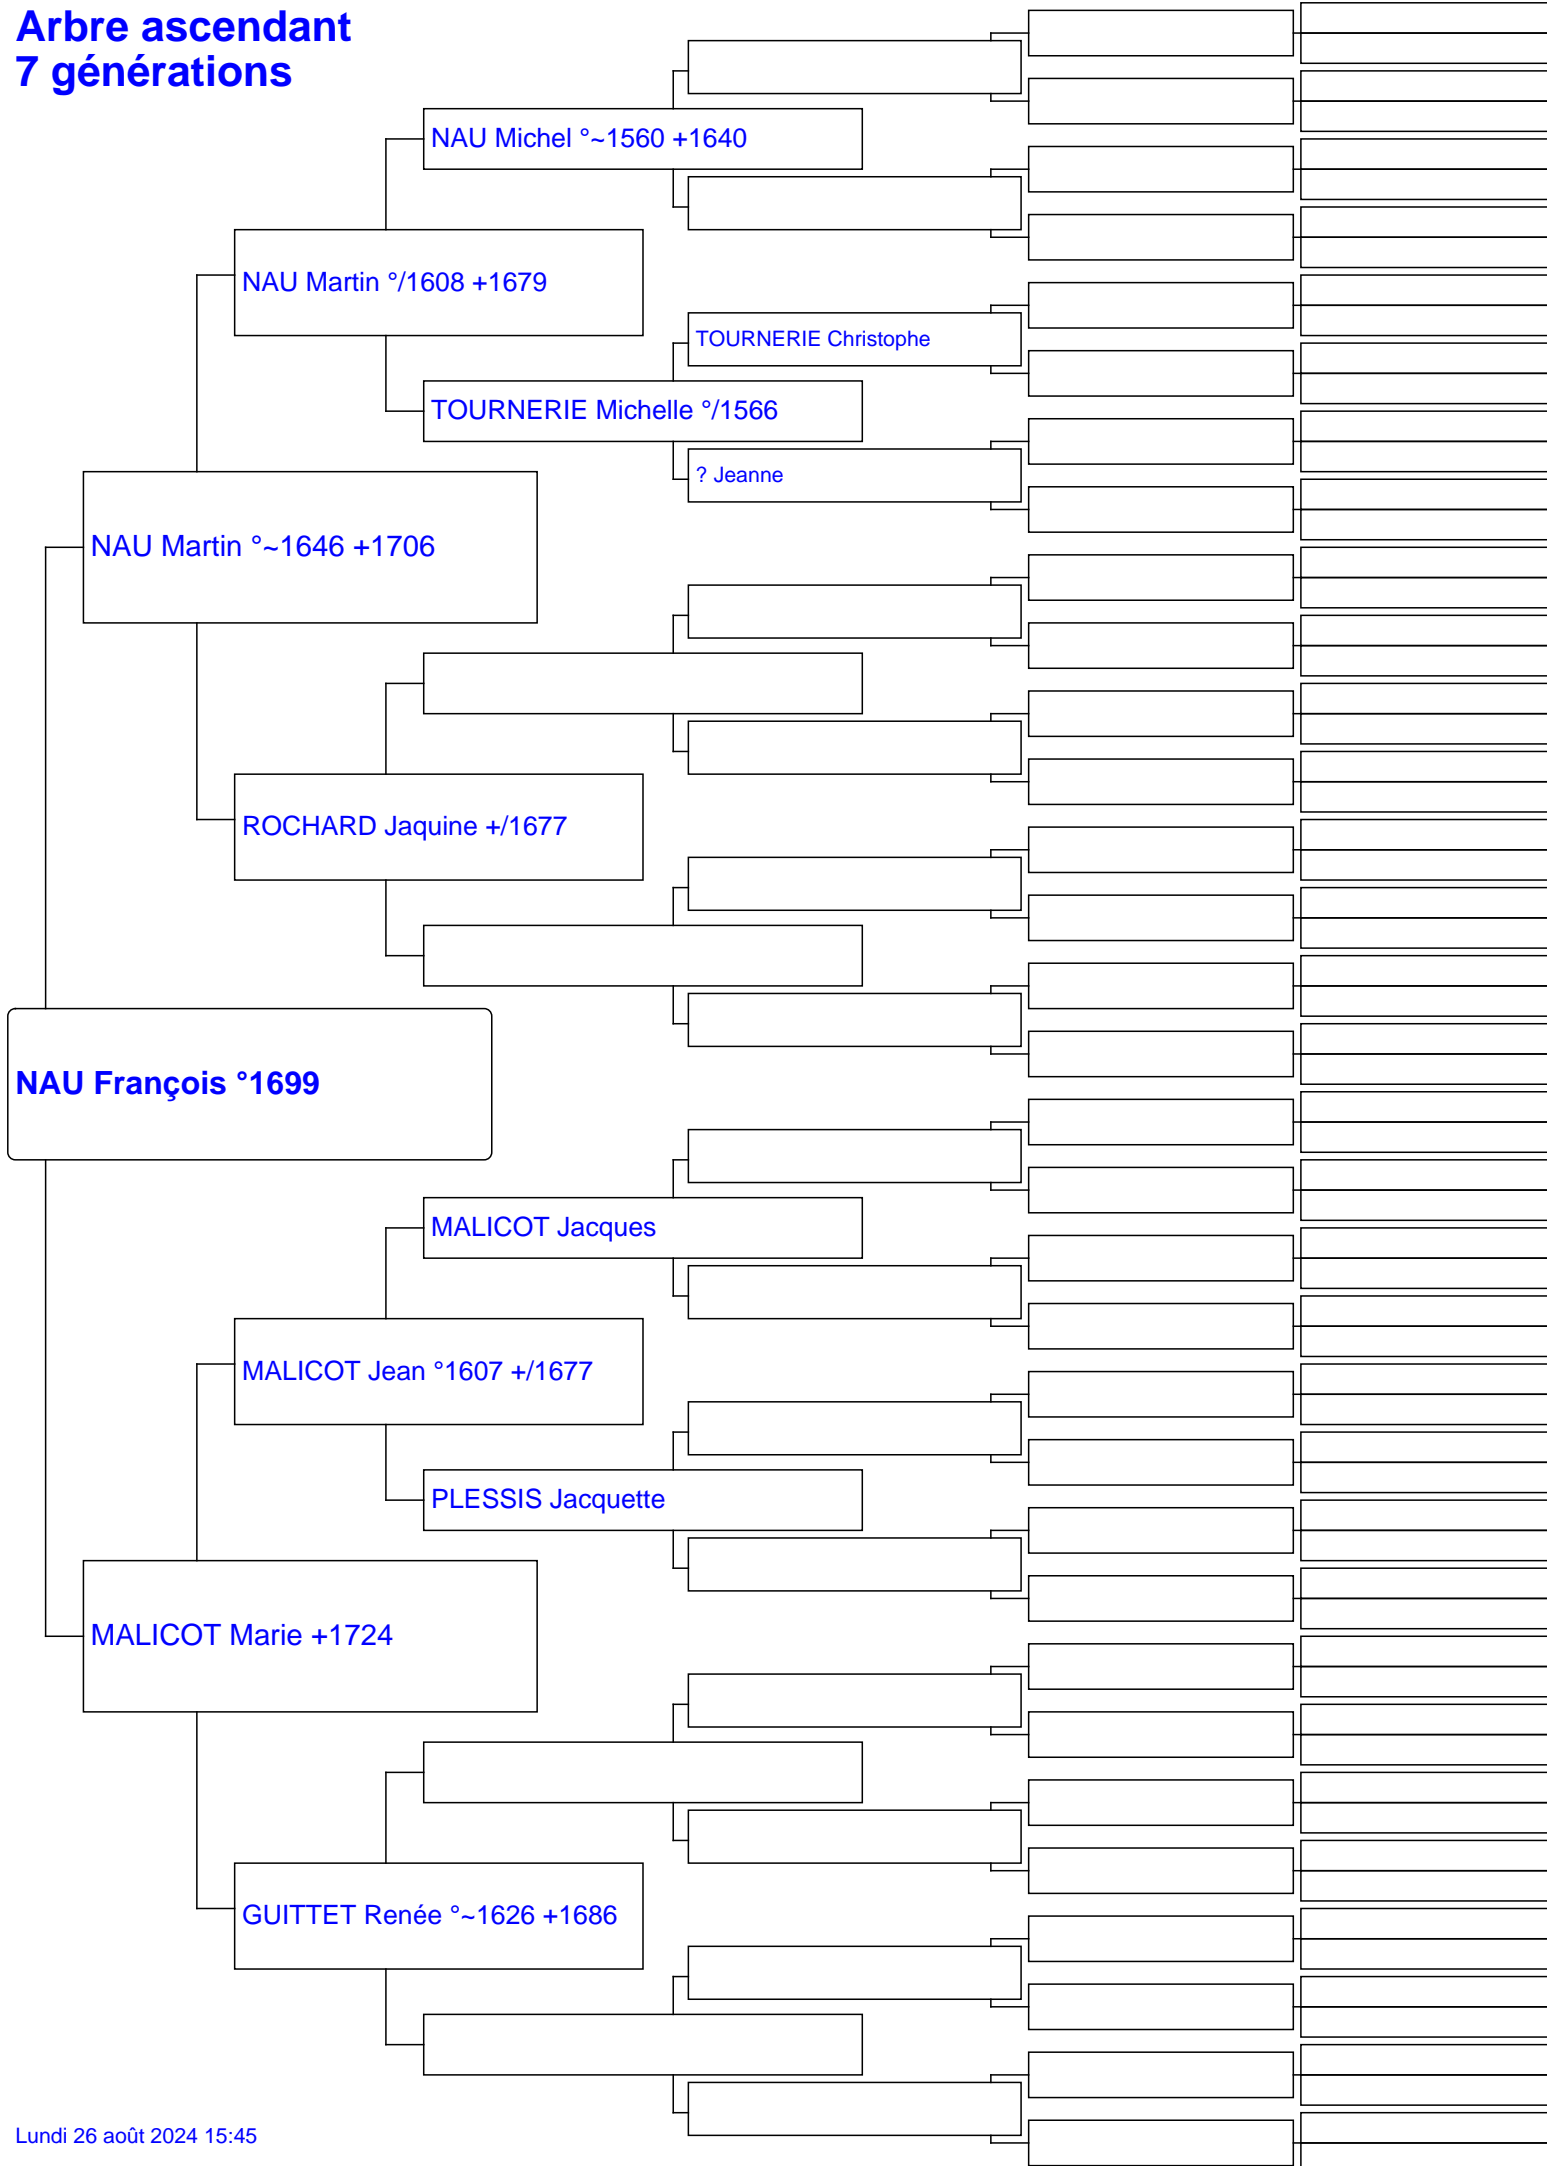 Arbre ascendant
7 générations
NAU Michel °~1560 +1640
NAU Martin °/1608 +1679
TOURNERIE Christophe
TOURNERIE Michelle °/1566
? Jeanne
NAU Martin °~1646 +1706
ROCHARD Jaquine +/1677
NAU François °1699
MALICOT Jacques
MALICOT Jean °1607 +/1677
PLESSIS Jacquette
MALICOT Marie +1724
GUITTET Renée °~1626 +1686
Lundi 26 août 2024 15:45